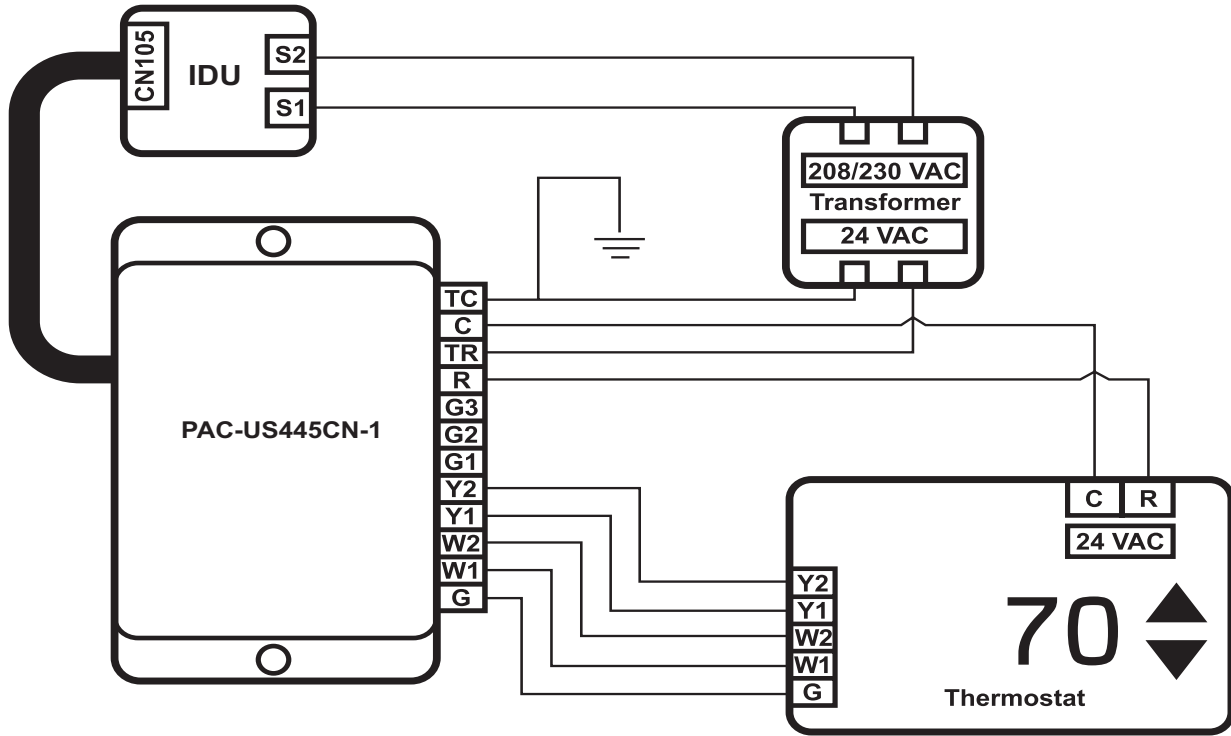 CN105
IDU
S2
S1
208/230 VAC
Transformer
24 VAC
TC
C
TR
R
G3
G2
G1
Y2
Y1
W2
W1
G
PAC-US445CN-1
C
R
24 VAC
Y2
Y1
W2
W1
G
70
Thermostat